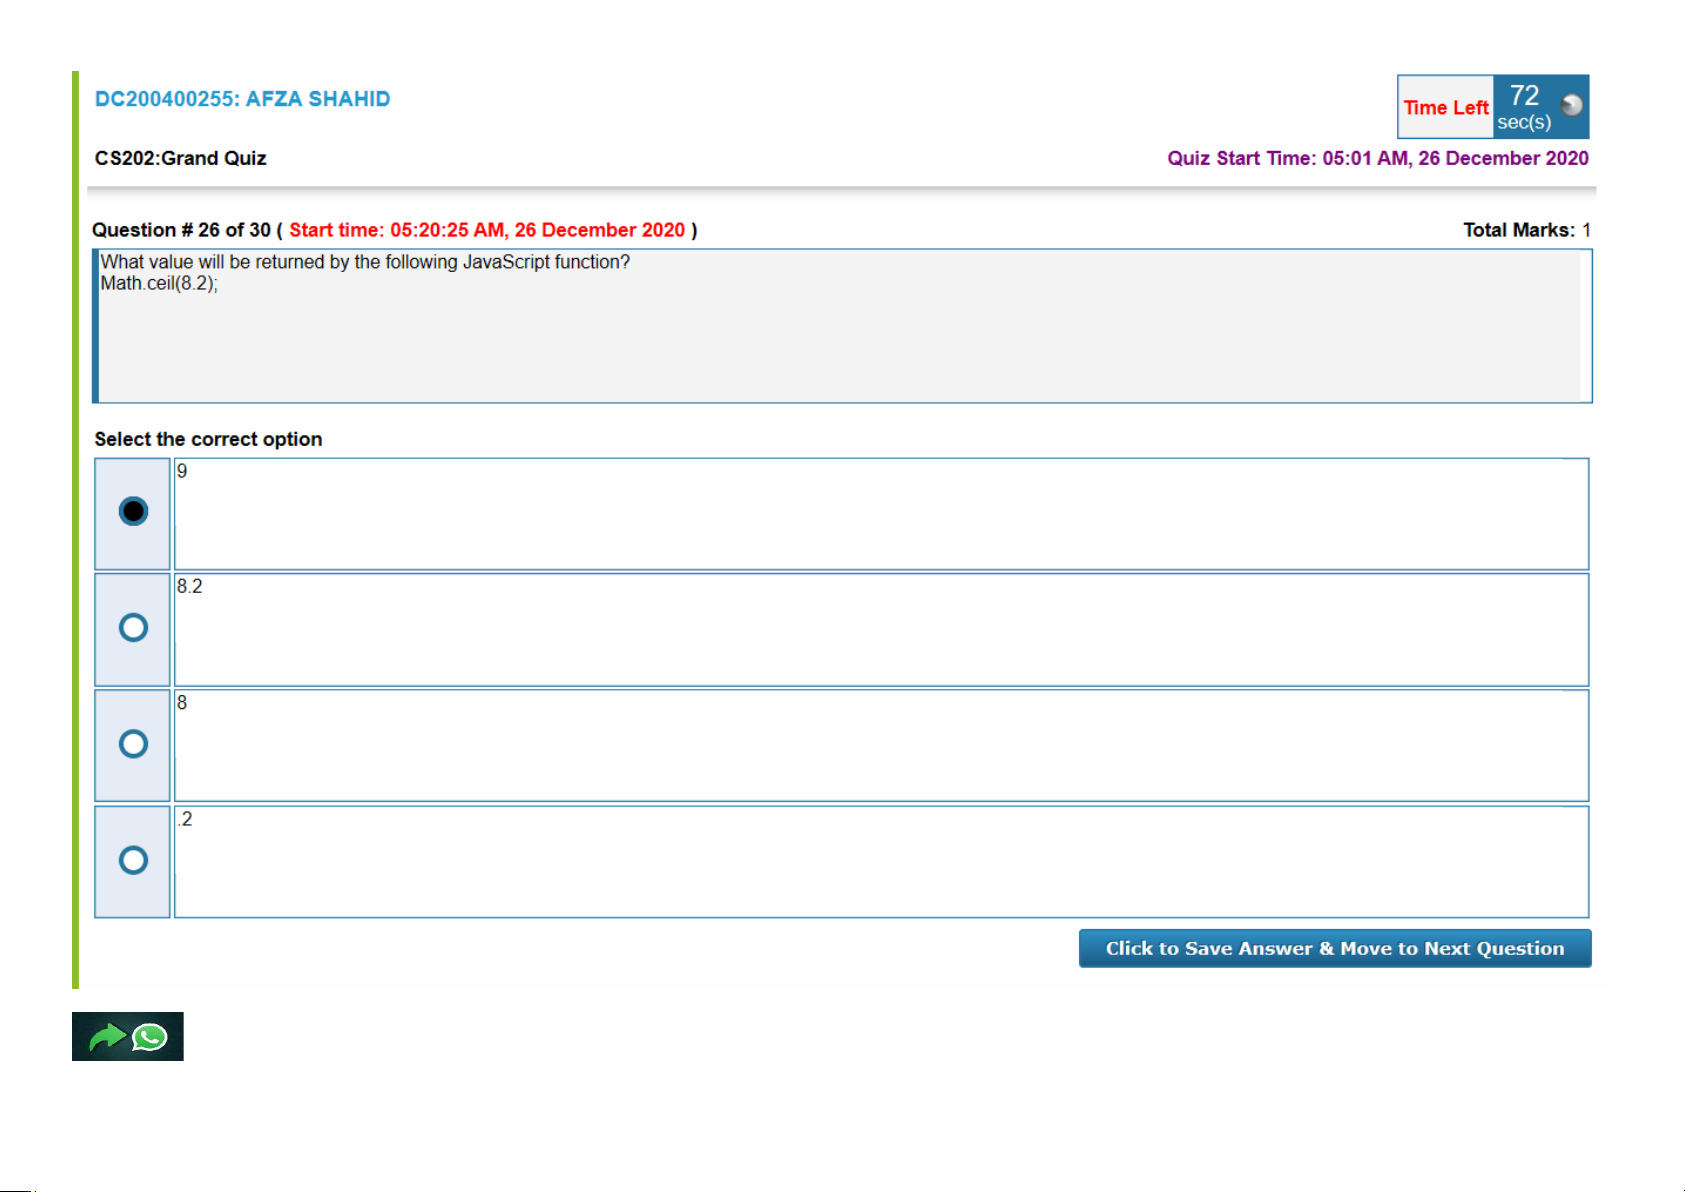 DC200400255: AFZA SHAHID
Time Left
72
sec(s)
CS202:Grand Quiz
Quiz Start Time: 05:01 AM, 26 December 2020
Question # 26 of 30 ( Start time: 05:20:25 AM, 26 December 2020 )
Total Marks: 1
What value will be returned by the following JavaScript function?
Math.ceil(8.2);
Select the correct option
9
8.2
8
.2
Click to Save Answer & Move to Next Question